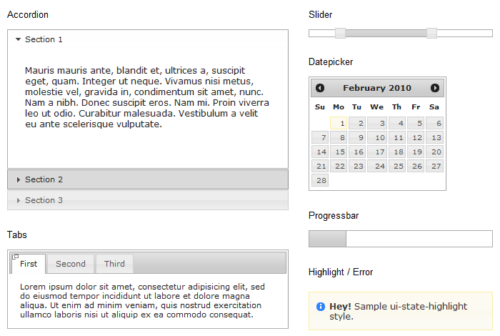 Accordion
Section 1
Mauris mauris ante, blandit et, ultrices a, suscipit
eget, quam. Integer ut neque. Vivamus nisi metus,
molestie vel, gravida in, condimentum sit amet, nunc.
Nam a nibh. Donec suscipit eros. Nam mi. Proin viverra
leo ut odio. Curabitur malesuada. Vestibulum a velit
eu ante scelerisque vulputate.
Section 2
Section 3
Tabs
First Second Third
Lorem ipsum dolor sit amet, consectetur adipisicing elit, sed
do eiusmod tempor incididunt ut labore et dolore magna
aliqua. Ut enim ad minim veniam, quis nostrud exercitation
ullamco laboris nisi ut aliquip ex ea commodo consequat.
Slider
Datepicker
February 2010
Su Mo Tu We Th Fr Sa
1 2 3 4 5 6
7 8 9 10 11 12 13
14 15 16 17 18 19 20
21 22 23 24 25 26 27
28
Progressbar
Highlight / Error
Hey! Sample ui-state-highlight
style.